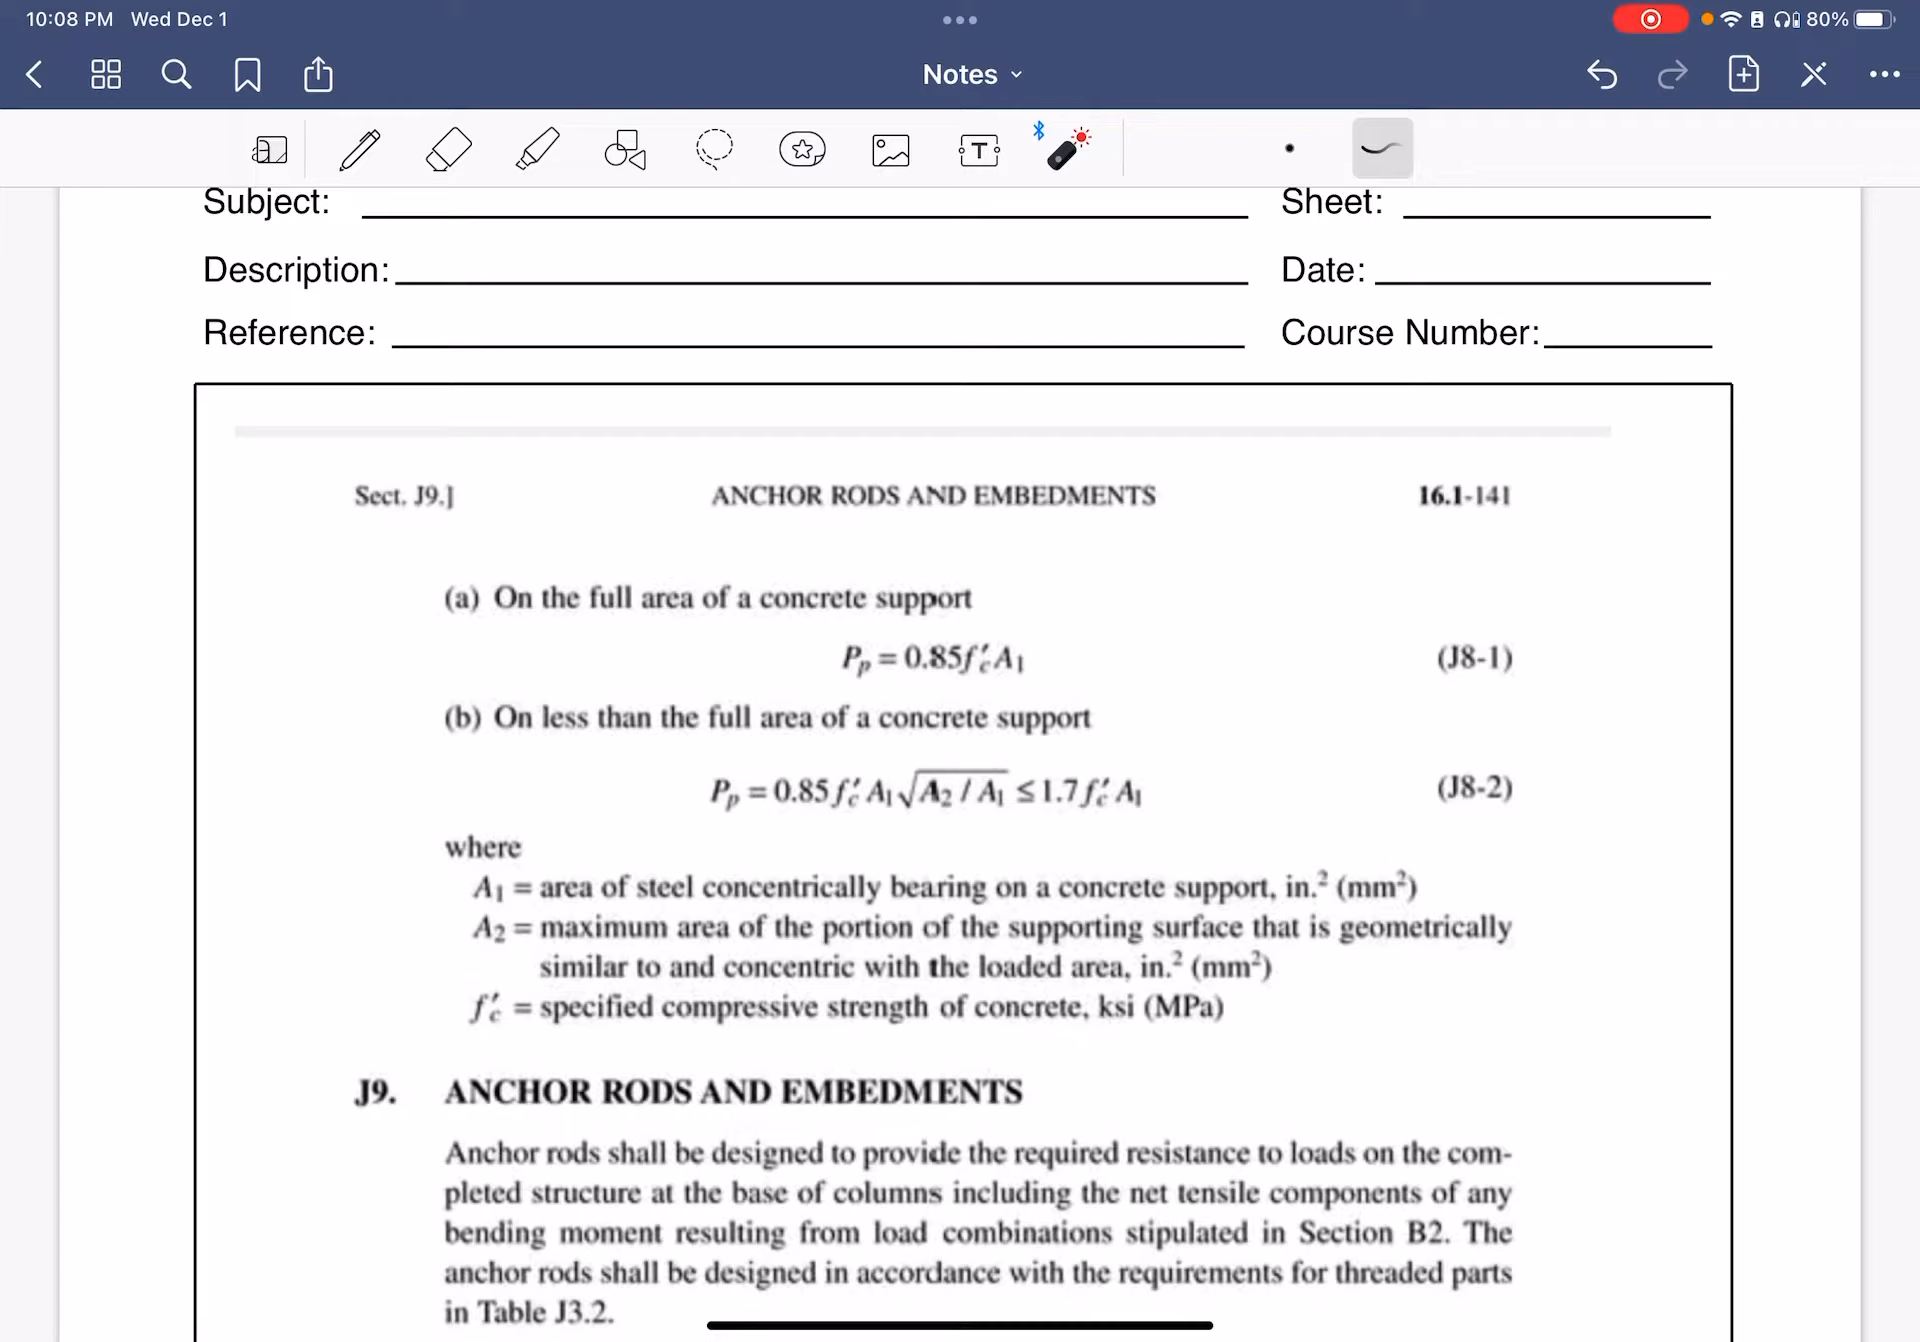 10:08 PM Wed Dec 1
80%
Notes
T
Subject: Sheet:
Description: Date:
Reference: Course Number:
Sect. J9.] ANCHOR RODS AND EMBEDMENTS 16.1-141
(a) On the full area of a concrete support
Pₚ = 0.85f′c A₁ (J8-1)
(b) On less than the full area of a concrete support
Pₚ = 0.85 f′c A₁ √A₂ / A₁ ≤ 1.7 f′c A₁ (J8-2)
where
A₁ = area of steel concentrically bearing on a concrete support, in.² (mm²)
A₂ = maximum area of the portion of the supporting surface that is geometrically
similar to and concentric with the loaded area, in.² (mm²)
f′c = specified compressive strength of concrete, ksi (MPa)
J9. ANCHOR RODS AND EMBEDMENTS
Anchor rods shall be designed to provide the required resistance to loads on the com-
pleted structure at the base of columns including the net tensile components of any
bending moment resulting from load combinations stipulated in Section B2. The
anchor rods shall be designed in accordance with the requirements for threaded parts
in Table J3.2.